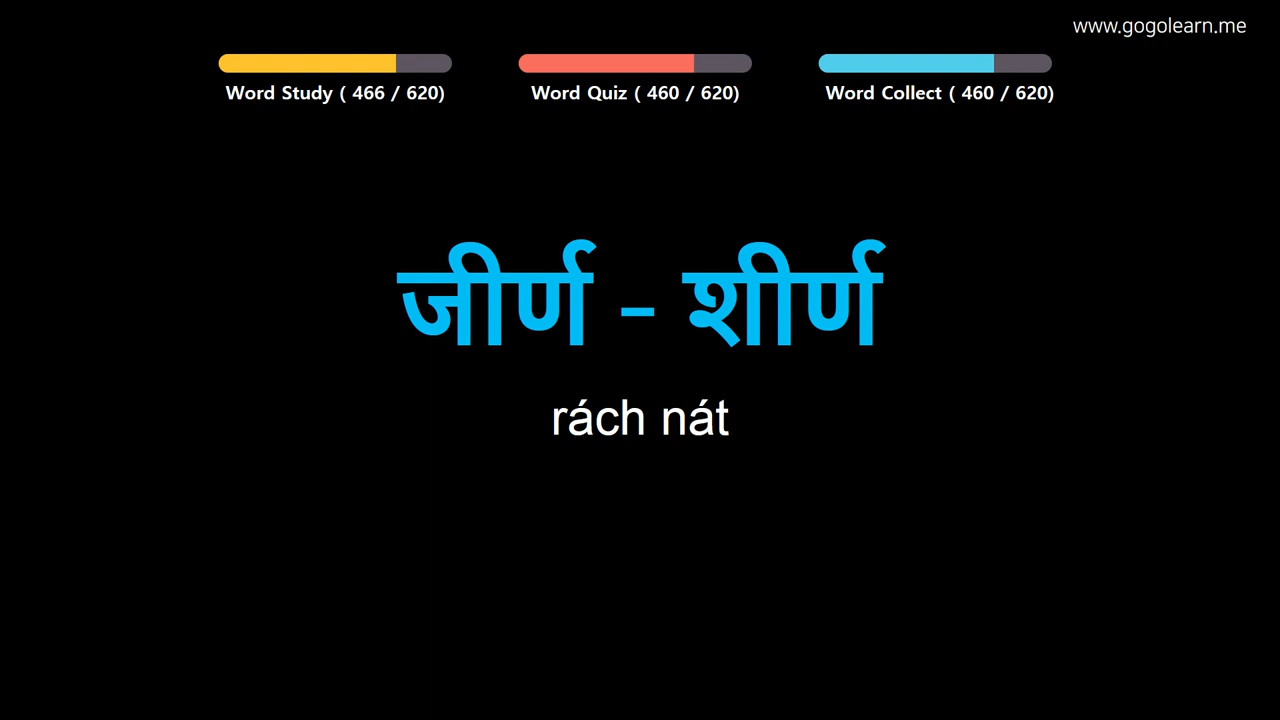 www.gogolearn.me
Word Study ( 466 / 620) Word Quiz ( 460 / 620) Word Collect ( 460 / 620)
जीर्ण - शीर्ण
rách nát